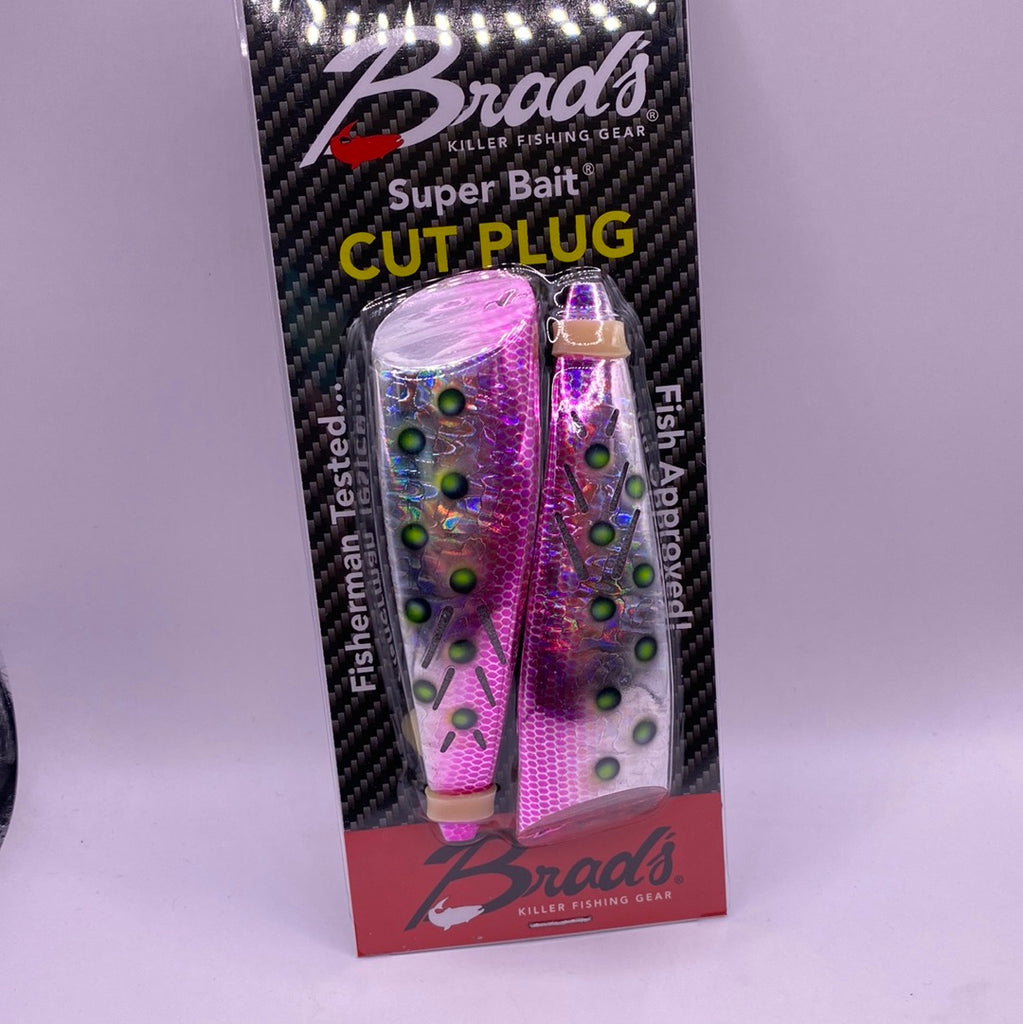 Brad's®
KILLER FISHING GEAR
Super Bait®
CUT PLUG
Fisherman Tested...
Fish Approved!
Brad's®
KILLER FISHING GEAR